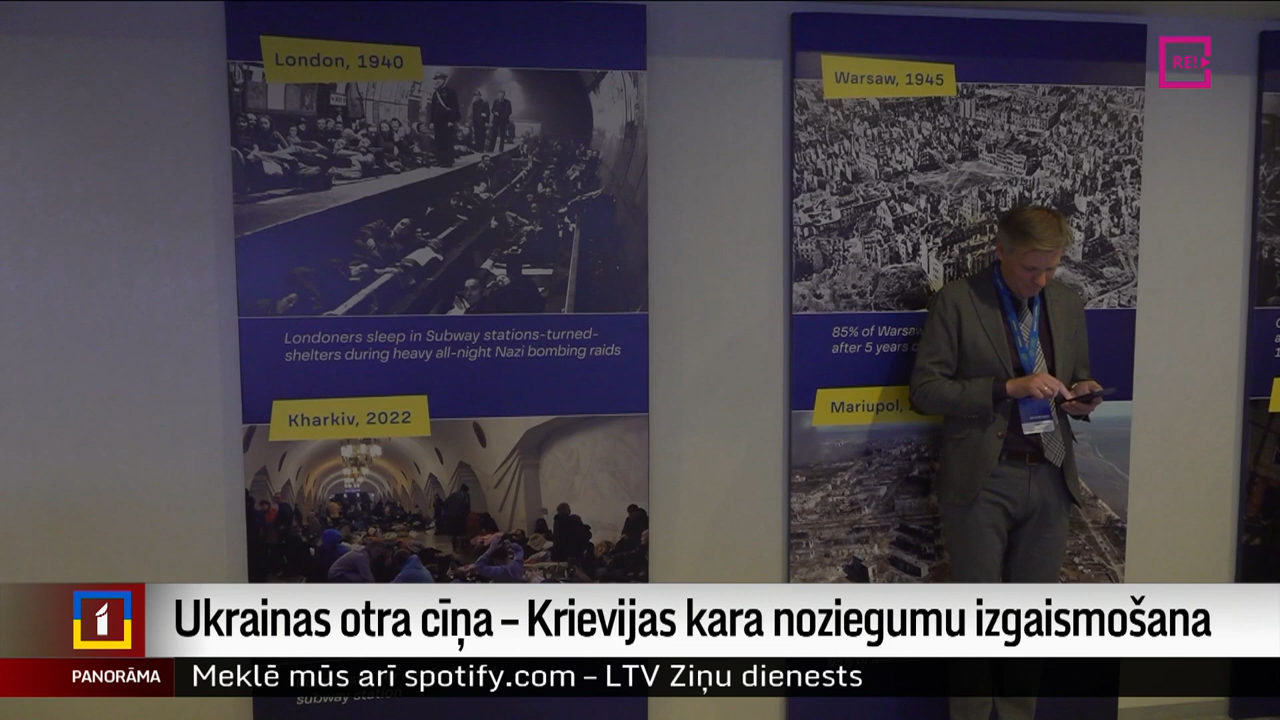 London, 1940
Londoners sleep in Subway stations-turned-
shelters during heavy all-night Nazi bombing raids
Kharkiv, 2022
subway station
Warsaw, 1945
85% of Warsaw
after 5 years
Mariupol,
RE!
1
Ukrainas otra cīņa – Krievijas kara noziegumu izgaismošana
PANORĀMA
Meklē mūs arī spotify.com – LTV Ziņu dienests